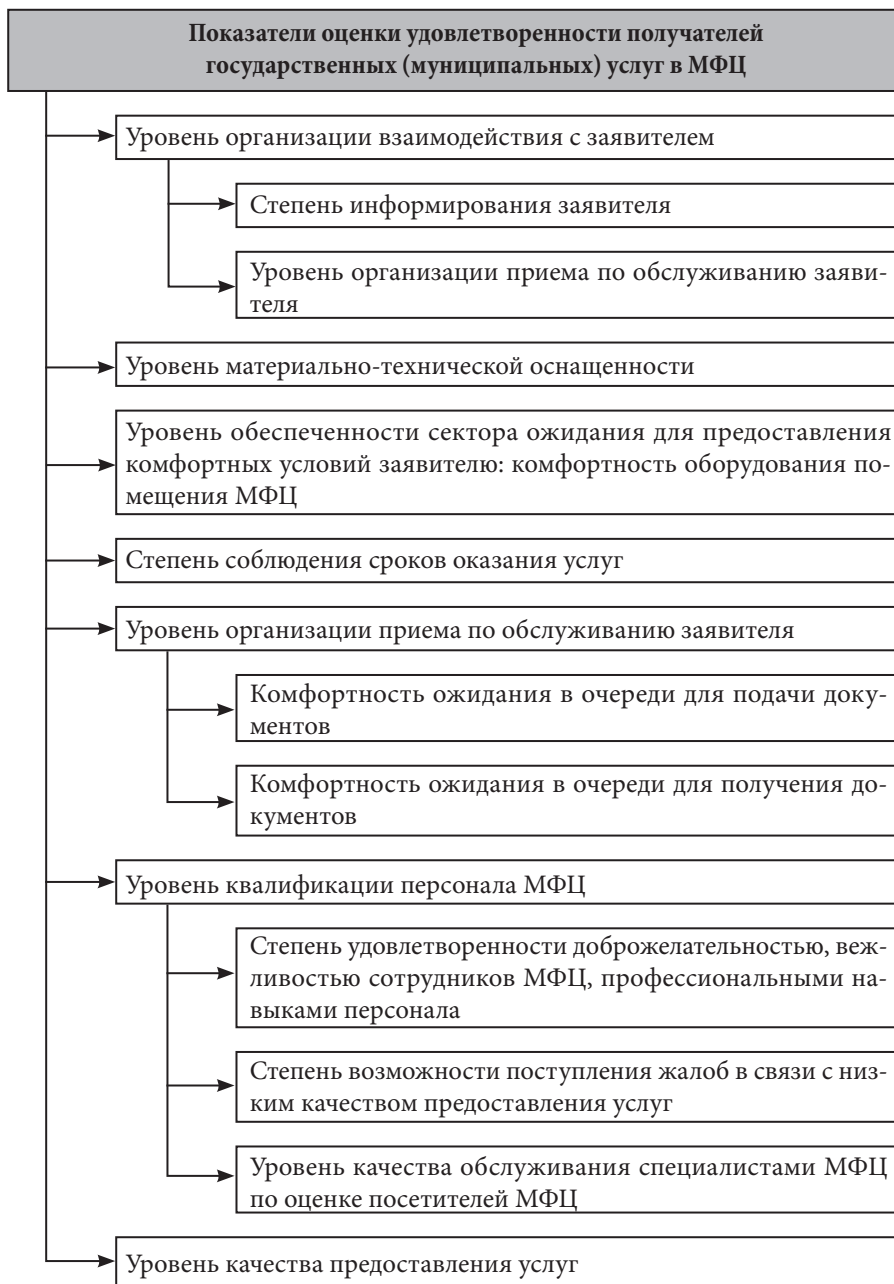 Показатели оценки удовлетворенности получателей
государственных (муниципальных) услуг в МФЦ
Уровень организации взаимодействия с заявителем
Степень информирования заявителя
Уровень организации приема по обслуживанию заяви-
теля
Уровень материально-технической оснащенности
Уровень обеспеченности сектора ожидания для предоставления
комфортных условий заявителю: комфортность оборудования по-
мещения МФЦ
Степень соблюдения сроков оказания услуг
Уровень организации приема по обслуживанию заявителя
Комфортность ожидания в очереди для подачи доку-
ментов
Комфортность ожидания в очереди для получения до-
кументов
Уровень квалификации персонала МФЦ
Степень удовлетворенности доброжелательностью, веж-
ливостью сотрудников МФЦ, профессиональными на-
выками персонала
Степень возможности поступления жалоб в связи с низ-
ким качеством предоставления услуг
Уровень качества обслуживания специалистами МФЦ
по оценке посетителей МФЦ
Уровень качества предоставления услуг